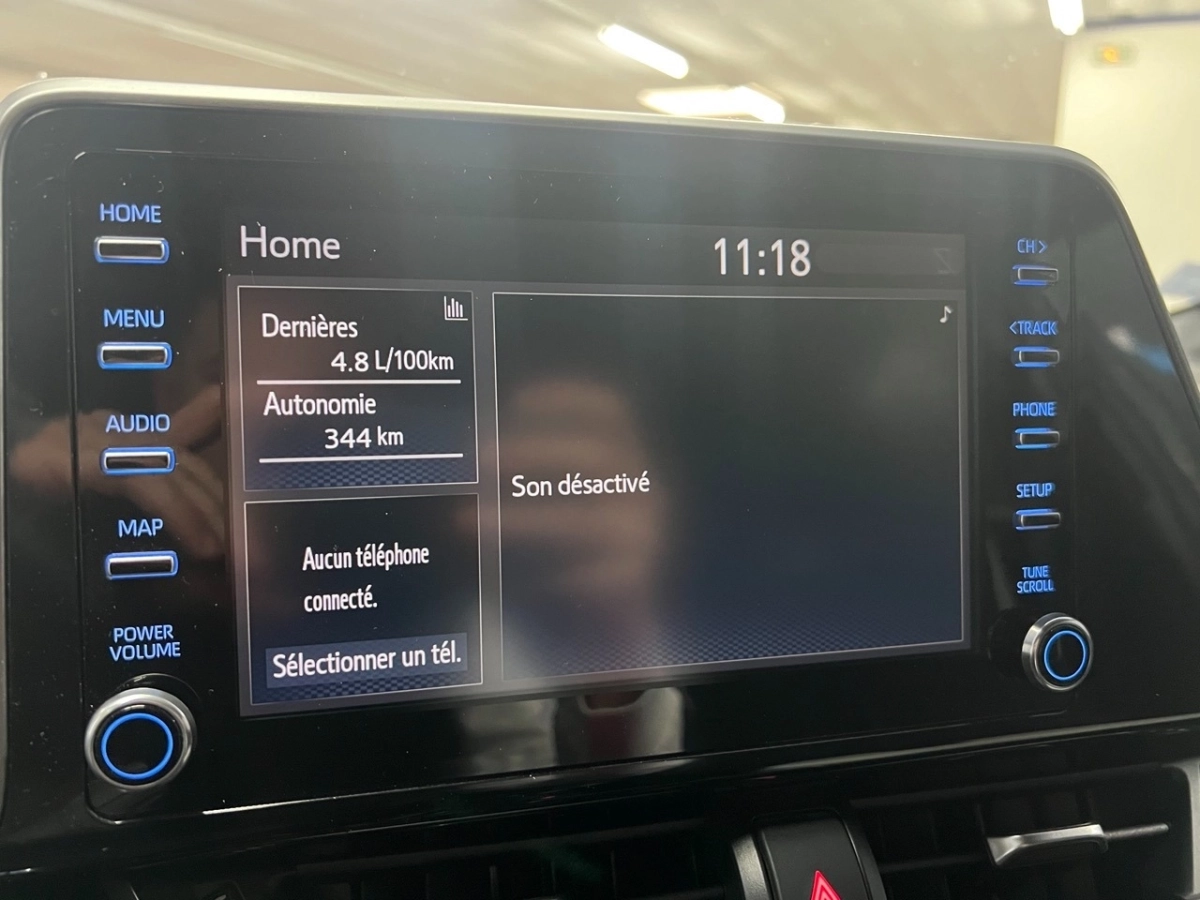 HOME
MENU
AUDIO
MAP
POWER
VOLUME
Home
11:18
Dernières
4.8 L/100km
Autonomie
344 km
Aucun téléphone
connecté.
Sélectionner un tél.
Son désactivé
CH>
<TRACK
PHONE
SETUP
TUNE
SCROLL